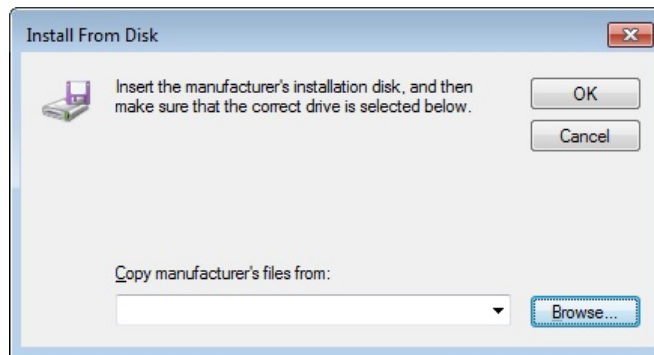 Install From Disk
Insert the manufacturer's installation disk, and then
make sure that the correct drive is selected below.
OK
Cancel
Copy manufacturer's files from:
Browse...